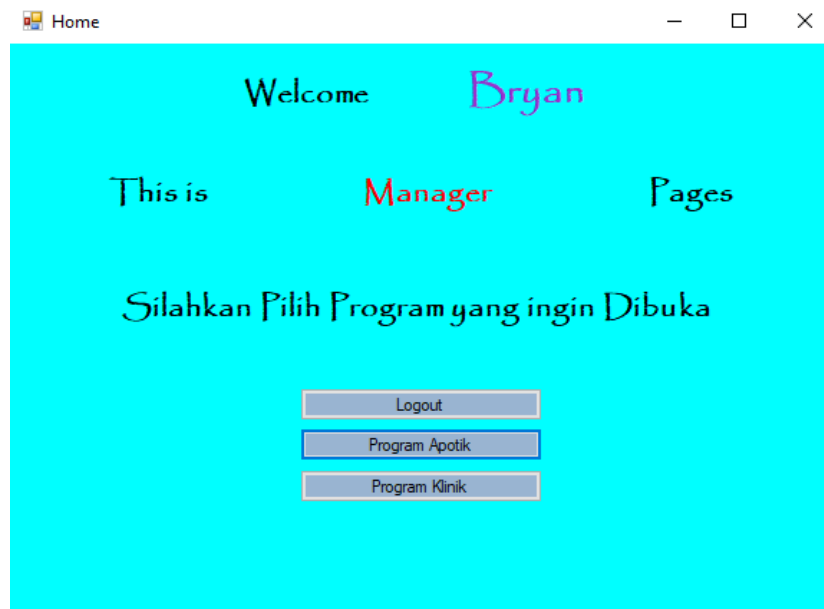 Home
Welcome Bryan
This is Manager Pages
Silahkan Pilih Program yang ingin Dibuka
Logout
Program Apotik
Program Klinik